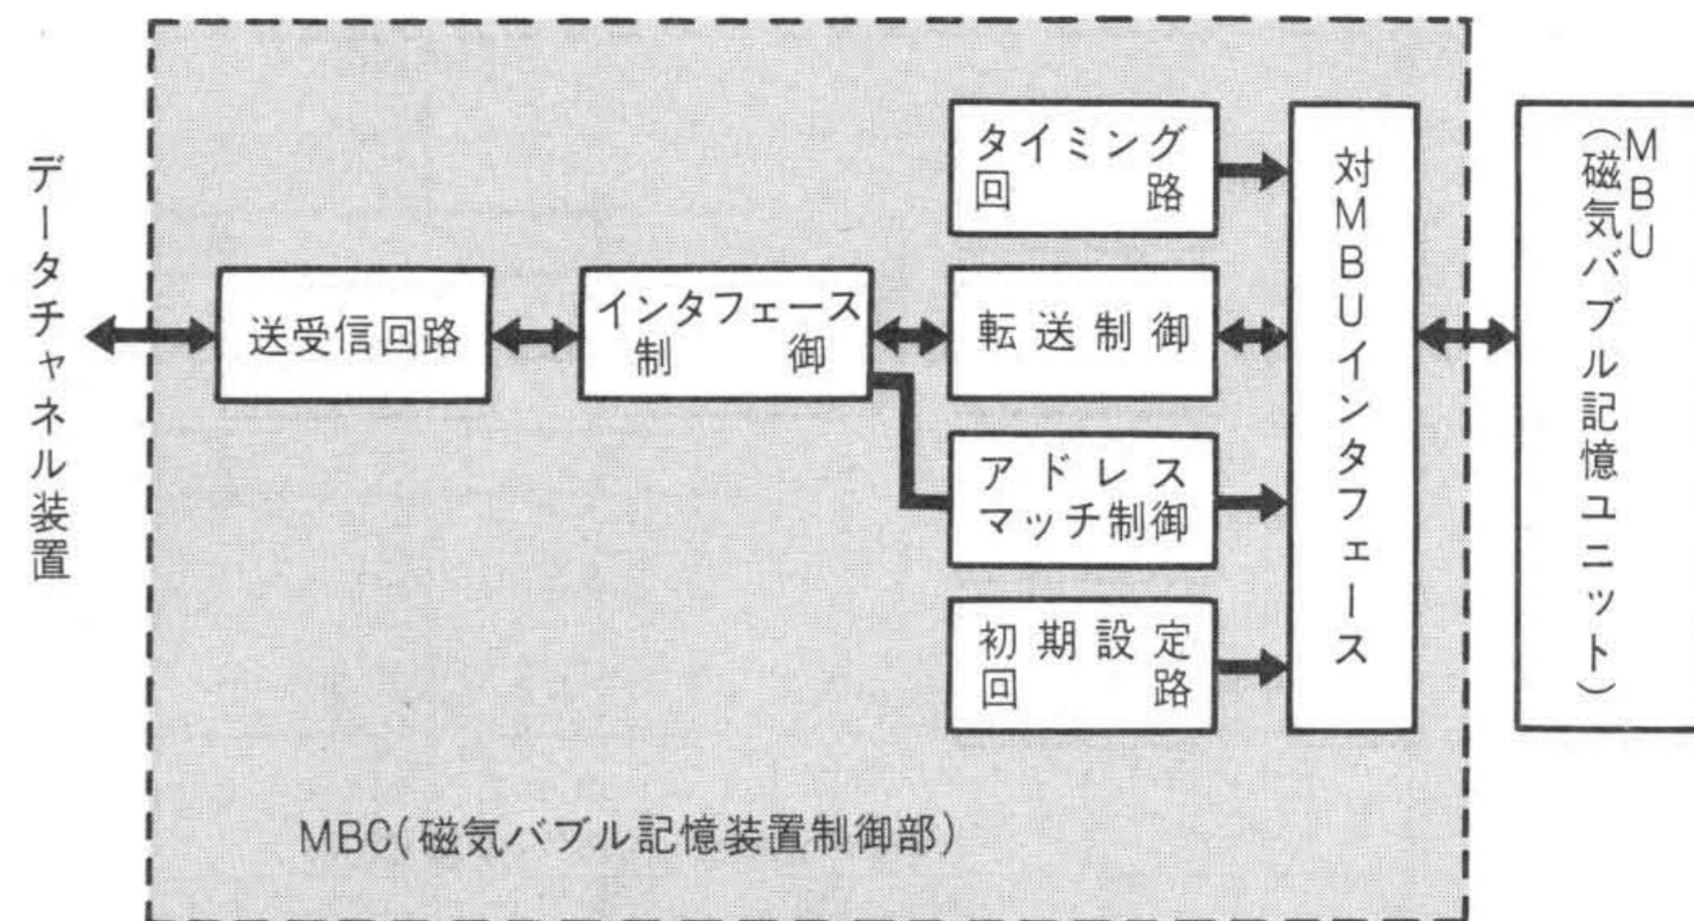 データチャネル装置
送受信回路
インタフェース
制御
タイミング
回路
転送制御
アドレス
マッチ制御
初期設定
回路
対MBUインタフェース
MBU
(磁気バブル記憶ユニット)
MBC(磁気バブル記憶装置制御部)